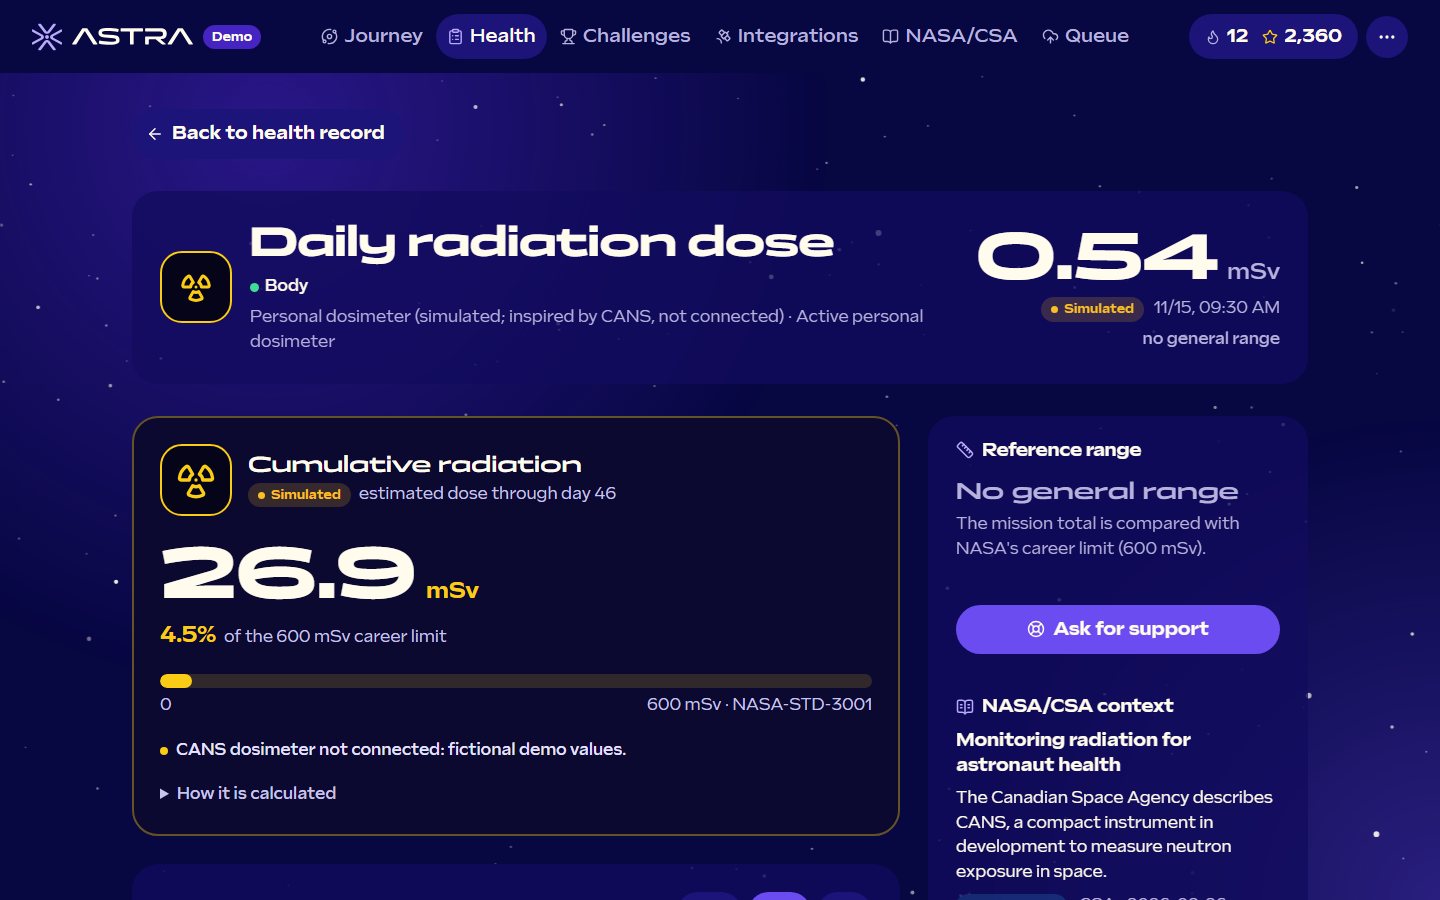 ASTRA Demo Journey Health Challenges Integrations NASA/CSA Queue 12 2,360
Back to health record
Daily radiation dose
Body
Personal dosimeter (simulated; inspired by CANS, not connected) · Active personal
dosimeter
0.54 mSv
Simulated 11/15, 09:30 AM
no general range
Cumulative radiation
Simulated estimated dose through day 46
26.9 mSv
4.5% of the 600 mSv career limit
0 600 mSv · NASA-STD-3001
CANS dosimeter not connected: fictional demo values.
How it is calculated
Reference range
No general range
The mission total is compared with
NASA's career limit (600 mSv).
Ask for support
NASA/CSA context
Monitoring radiation for
astronaut health
The Canadian Space Agency describes
CANS, a compact instrument in
development to measure neutron
exposure in space.